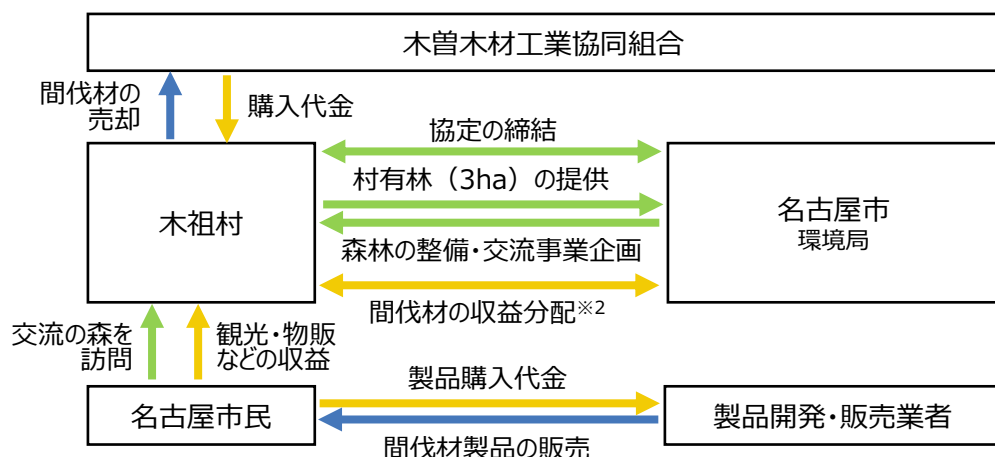 木曽木材工業協同組合
間伐材の
売却
購入代金
協定の締結
村有林（3ha）の提供
木祖村
名古屋市
環境局
森林の整備・交流事業企画
間伐材の収益分配※2
交流の森を
訪問
観光・物販
などの収益
製品購入代金
名古屋市民
製品開発・販売業者
間伐材製品の販売